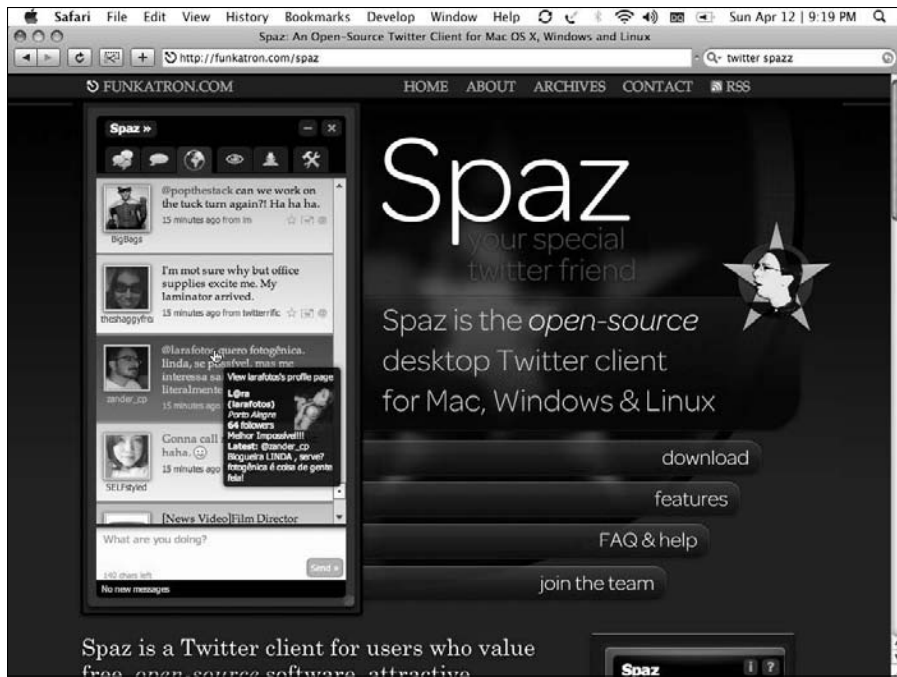 Safari File Edit View History Bookmarks Develop Window Help Sun Apr 12 | 9:19 PM
Spaz: An Open-Source Twitter Client for Mac OS X, Windows and Linux
http://funkatron.com/spaz
twitter spazz
FUNKATRON.COM HOME ABOUT ARCHIVES CONTACT RSS
Spaz »
@popthestack can we work on
the tuck turn again?! Ha ha ha.
15 minutes ago from im
BigBags
I'm mot sure why but office
supplies excite me. My
laminator arrived.
15 minutes ago from twitterrific
theshaggyfrea
@larafotos quero fotogênica.
linda, se possível. mas me
interessa
literalmente
15 minutes
zander_cp
View larafotos's profile page
L@ra
(larafotos)
Porto Alegre
64 followers
Melhor Impossível!!!!
Latest: @zander_cp
Blogueira LINDA , serve?
fotogênica é coisa de gente
feia!
Gonna call
haha.
15 minutes ago
SELFstyled
[News Video]Film Director
What are you doing?
140 chars left
Send »
No new messages
Spaz
your special
twitter friend
Spaz is the open-source
desktop Twitter client
for Mac, Windows & Linux
download
features
FAQ & help
join the team
Spaz is a Twitter client for users who value
free, open-source software, attractive
Spaz i ?